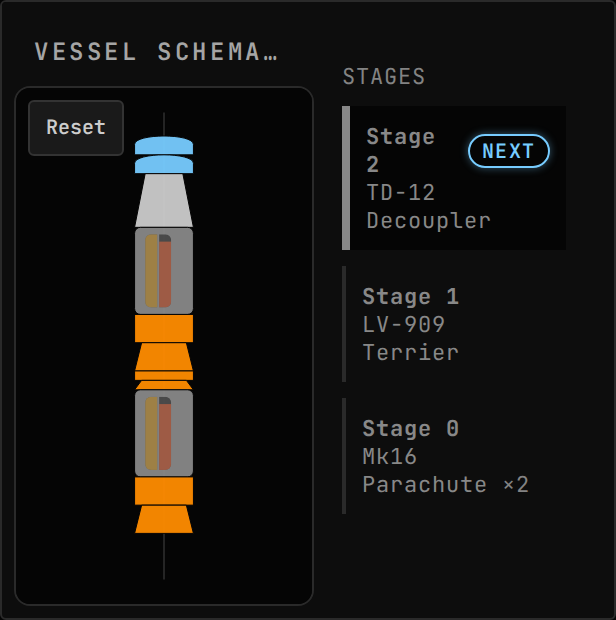 VESSEL SCHEMA…
Reset
STAGES
Stage
2
NEXT
TD-12
Decoupler
Stage 1
LV-909
Terrier
Stage 0
Mk16
Parachute ×2